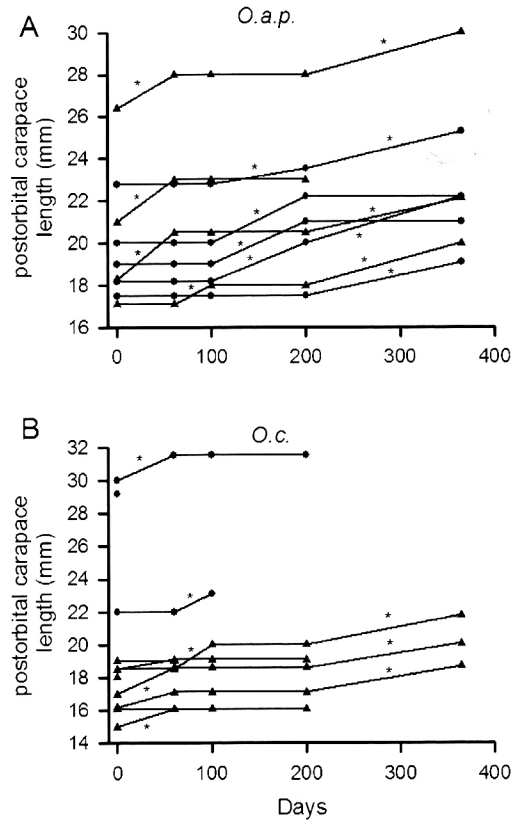 A
O.a.p.
30
28
26
24
22
20
18
16
postorbital carapace
length (mm)
0
100
200
300
400
* * * * * * * * * * * * *
B
O.c.
32
30
28
26
24
22
20
18
16
14
postorbital carapace
length (mm)
0
100
200
300
400
* * * * * * * *
Days